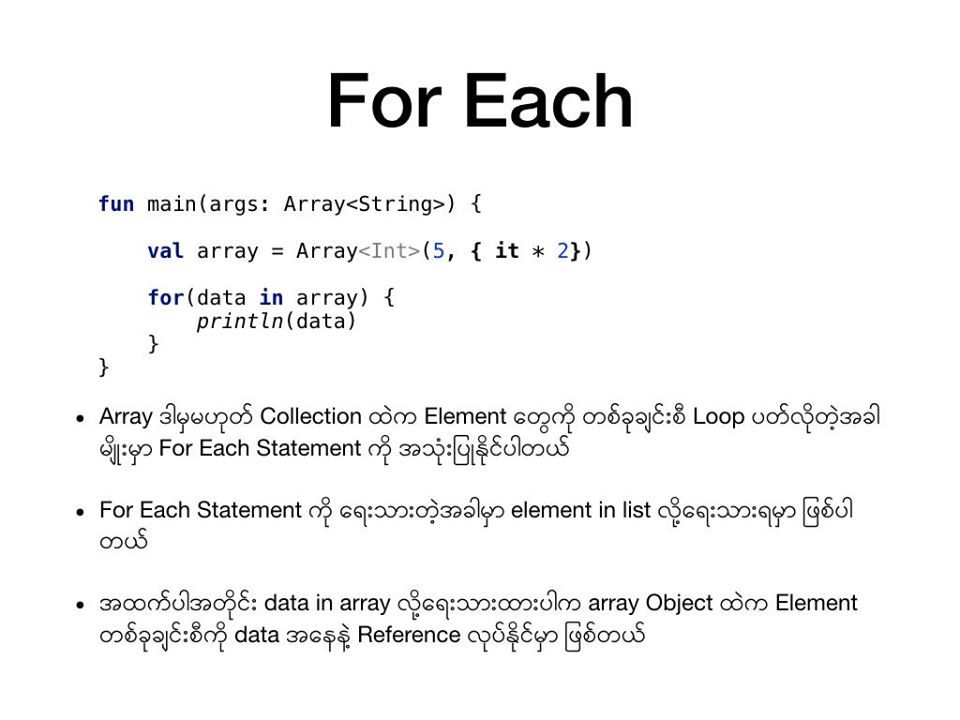 For Each
fun main(args: Array<String>) {
val array = Array<Int>(5, { it * 2})
for(data in array) {
println(data)
}
}
• Array ဒါမှမဟုတ် Collection ထဲက Element တွေကို တစ်ခုချင်းစီ Loop ပတ်လိုတဲ့အခါ
မျိုးမှာ For Each Statement ကို အသုံးပြုနိုင်ပါတယ်
• For Each Statement ကို ရေးသားတဲ့အခါမှာ element in list လို့ရေးသားရမှာ ဖြစ်ပါ
တယ်
• အထက်ပါအတိုင်း data in array လို့ရေးသားထားပါက array Object ထဲက Element
တစ်ခုချင်းစီကို data အနေနဲ့ Reference လုပ်နိုင်မှာ ဖြစ်တယ်